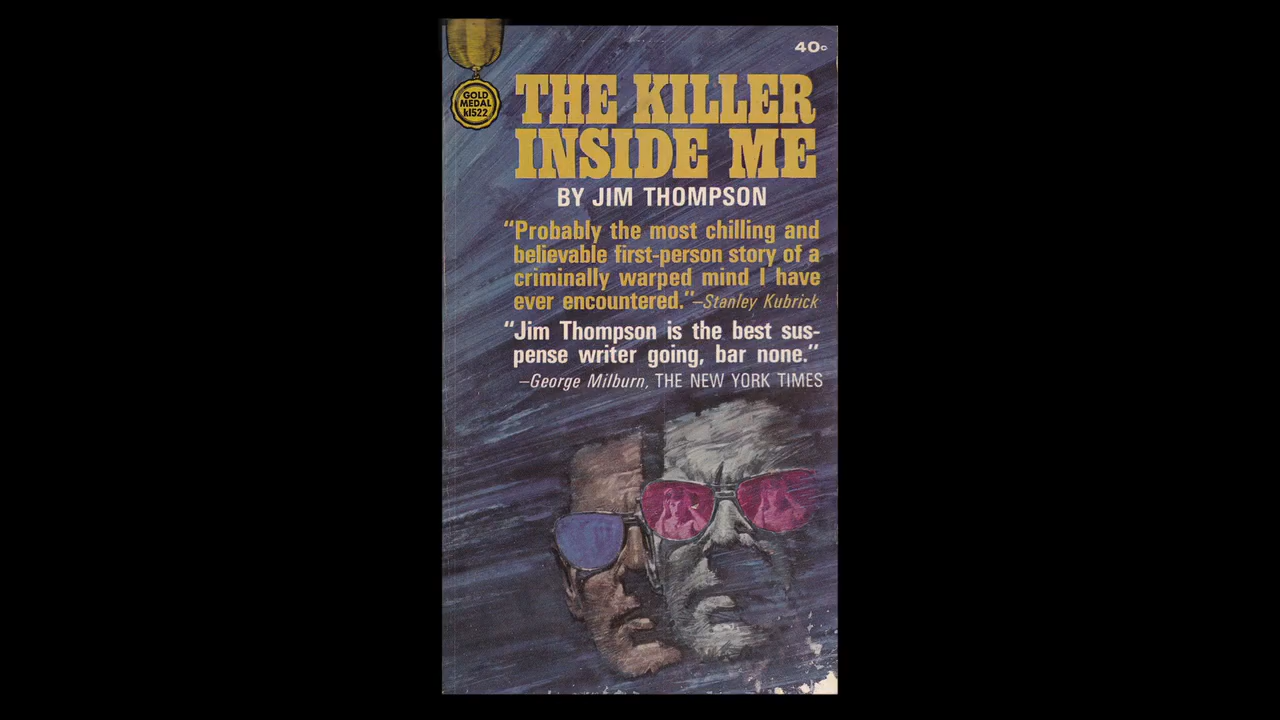 40c
GOLD
MEDAL
k1522
THE KILLER
INSIDE ME
BY JIM THOMPSON
“Probably the most chilling and
believable first-person story of a
criminally warped mind I have
ever encountered.”–Stanley Kubrick
“Jim Thompson is the best sus-
pense writer going, bar none.”
–George Milburn, THE NEW YORK TIMES